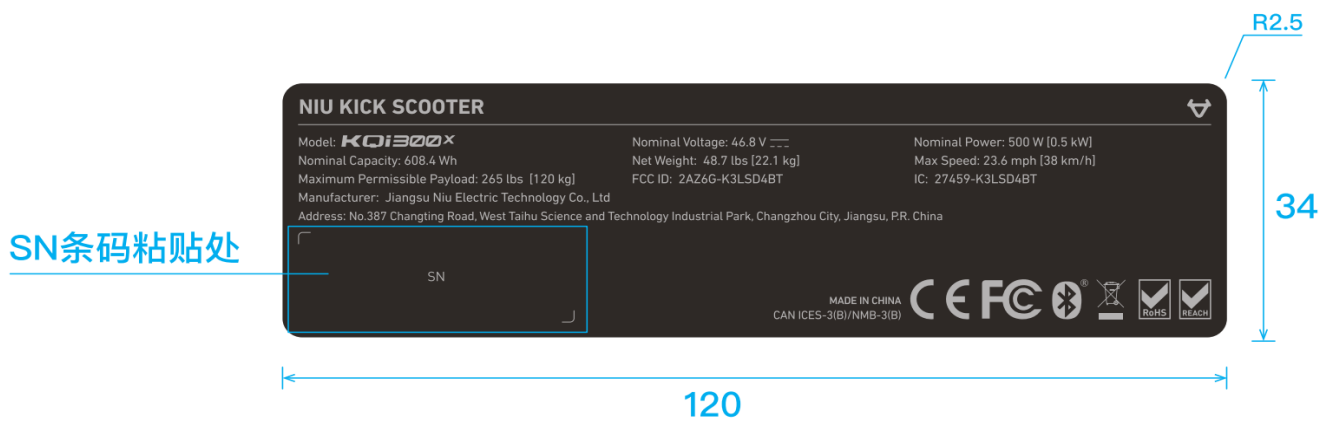 R2.5
NIU KICK SCOOTER
Model: KQi300X Nominal Voltage: 46.8 V Nominal Power: 500 W [0.5 kW]
Nominal Capacity: 608.4 Wh Net Weight: 48.7 lbs [22.1 kg] Max Speed: 23.6 mph [38 km/h]
Maximum Permissible Payload: 265 lbs [120 kg] FCC ID: 2AZ6G-K3LSD4BT IC: 27459-K3LSD4BT
Manufacturer: Jiangsu Niu Electric Technology Co., Ltd
Address: No.387 Changting Road, West Taihu Science and Technology Industrial Park, Changzhou City, Jiangsu, P.R. China
34
SN条码粘贴处
SN
MADE IN CHINA
CAN ICES-3(B)/NMB-3(B)
CE FCC ® RoHS REACH
120